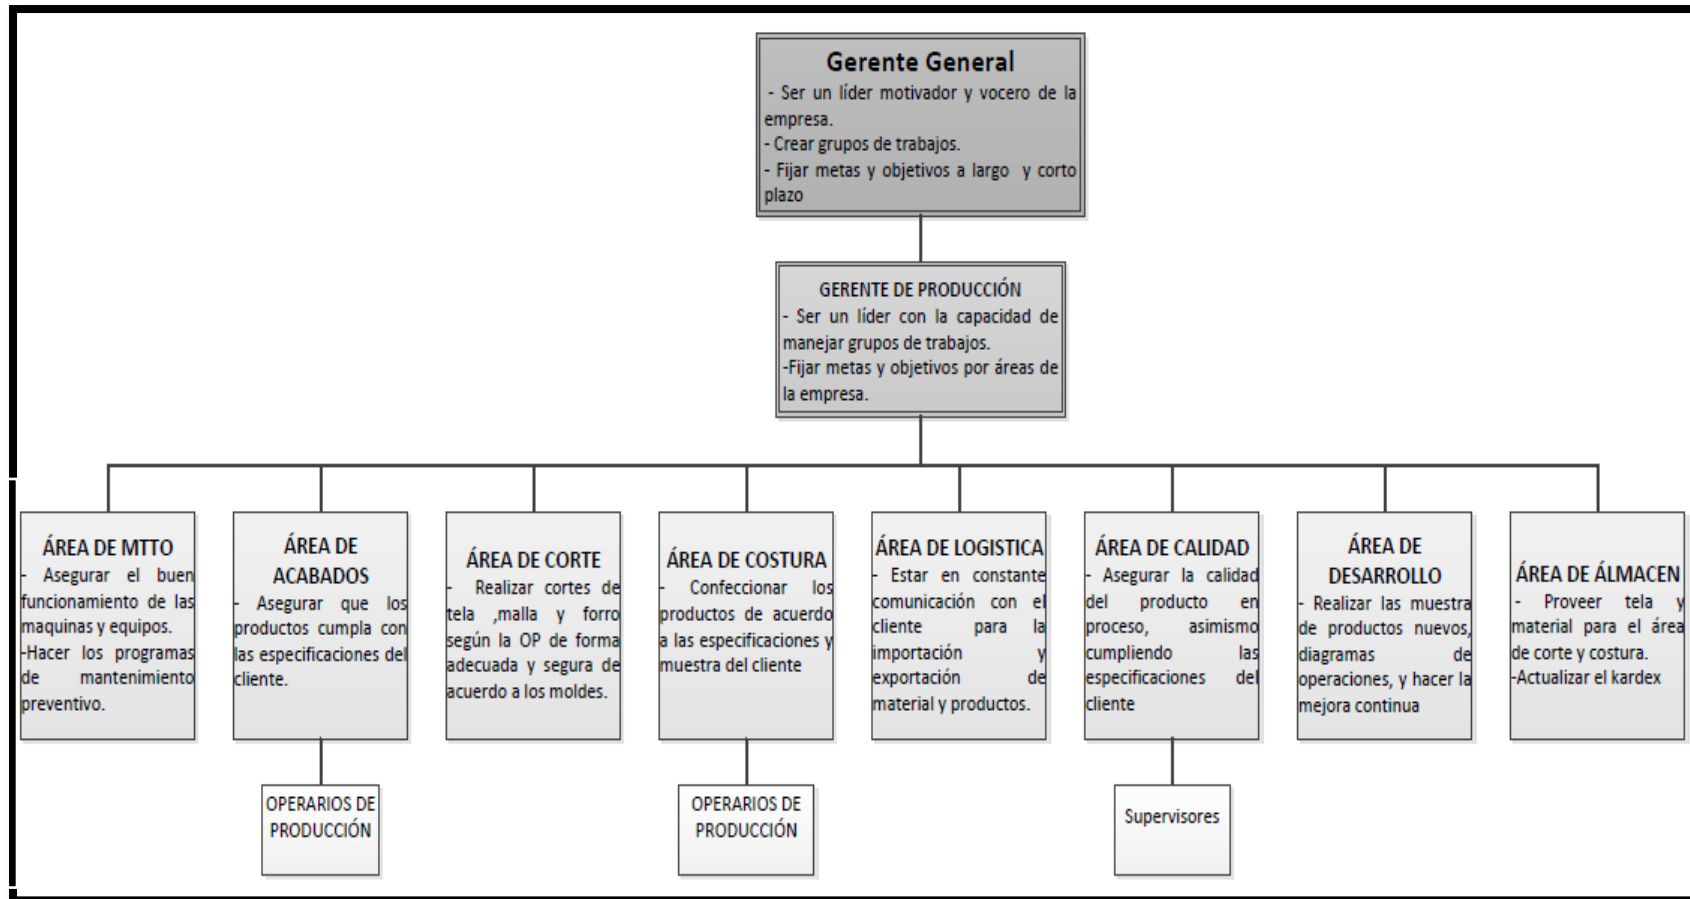 Gerente General
- Ser un líder motivador y vocero de la
empresa.
- Crear grupos de trabajos.
- Fijar metas y objetivos a largo y corto
plazo
GERENTE DE PRODUCCIÓN
- Ser un líder con la capacidad de
manejar grupos de trabajos.
-Fijar metas y objetivos por áreas de
la empresa.
ÁREA DE MTTO
- Asegurar el buen
funcionamiento de las
maquinas y equipos.
-Hacer los programas
de mantenimiento
preventivo.
ÁREA DE
ACABADOS
- Asegurar que los
productos cumpla con
las especificaciones del
cliente.
ÁREA DE CORTE
- Realizar cortes de
tela ,malla y forro
según la OP de forma
adecuada y segura de
acuerdo a los moldes.
ÁREA DE COSTURA
- Confeccionar los
productos de acuerdo
a las especificaciones y
muestra del cliente
ÁREA DE LOGISTICA
- Estar en constante
comunicación con el
cliente para la
importación y
exportación de
material y productos.
ÁREA DE CALIDAD
- Asegurar la calidad
del producto en
proceso, asimismo
cumpliendo las
especificaciones del
cliente
ÁREA DE
DESARROLLO
- Realizar las muestra
de productos nuevos,
diagramas de
operaciones, y hacer la
mejora continua
ÁREA DE ÁLMACEN
- Proveer tela y
material para el área
de corte y costura.
-Actualizar el kardex
OPERARIOS DE
PRODUCCIÓN
OPERARIOS DE
PRODUCCIÓN
Supervisores